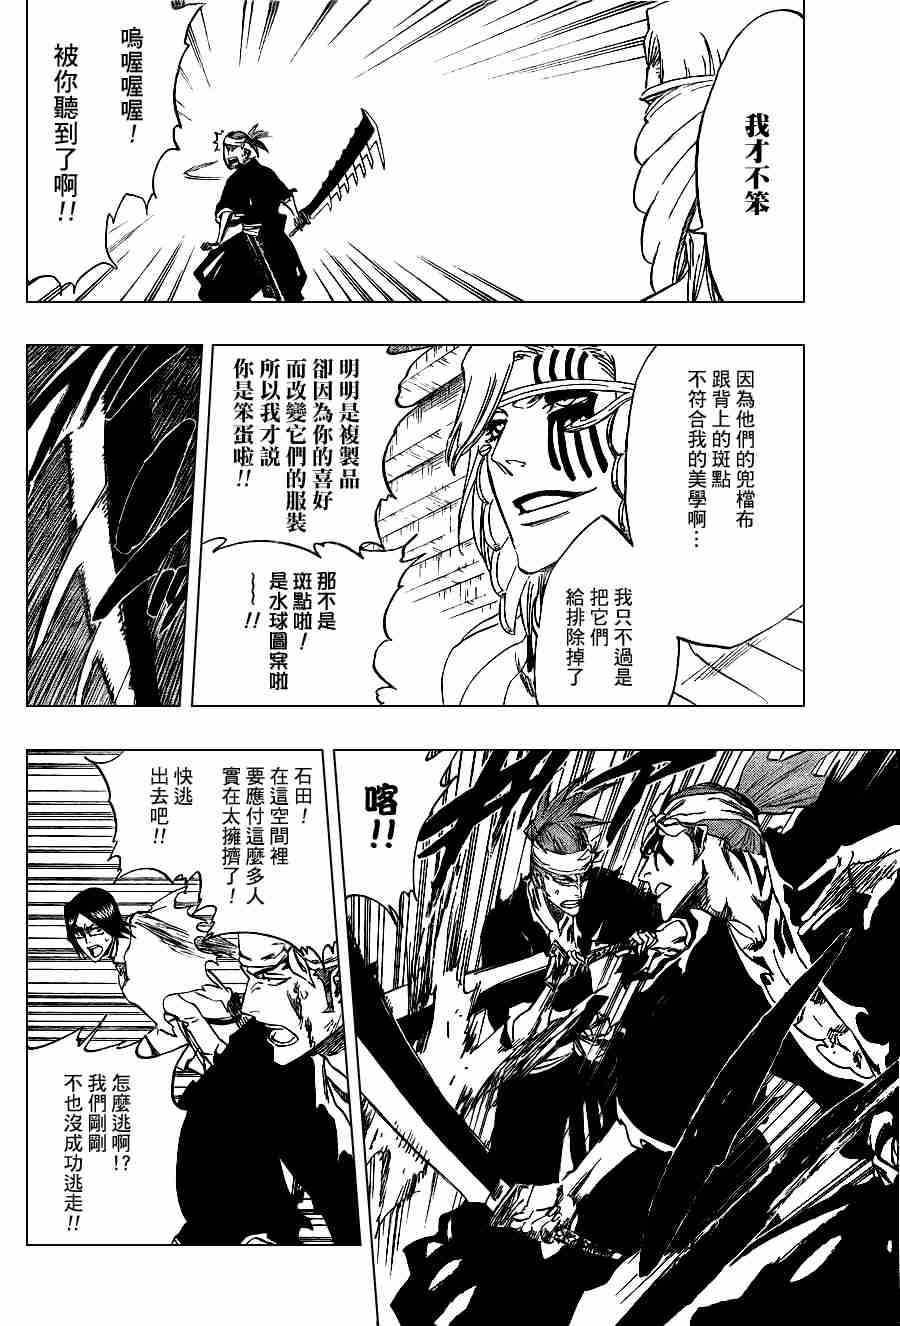 我才不笨
嗚喔喔喔！
被你聽到了啊!!
因為他們的兜檔布
跟背上的斑點
不符合我的美學啊…
我只不過是
把它們
給排除掉了
明明是複製品
卻因為你的喜好
而改變它們的服裝
所以我才說
你是笨蛋啦!!
那不是
斑點啦！
是水球圖案啦
～～!!
喀!!
石田！
在這空間裡
要應付這麼多人
實在太擁擠了！
快逃
出去吧!!
怎麼逃啊!?
我們剛剛
不也沒成功逃走!!